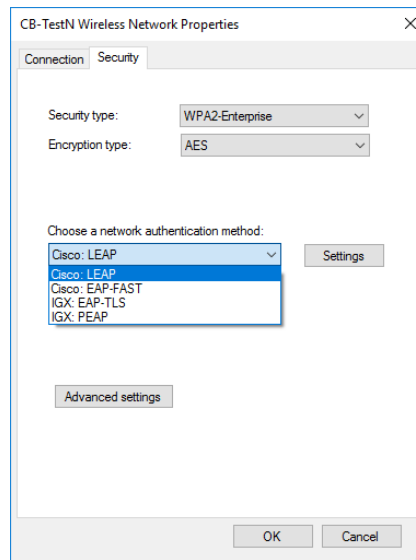 CB-TestN Wireless Network Properties
Connection Security
Security type: WPA2-Enterprise
Encryption type: AES
Choose a network authentication method:
Cisco: LEAP Settings
Cisco: LEAP
Cisco: EAP-FAST
IGX: EAP-TLS
IGX: PEAP
Advanced settings
OK Cancel